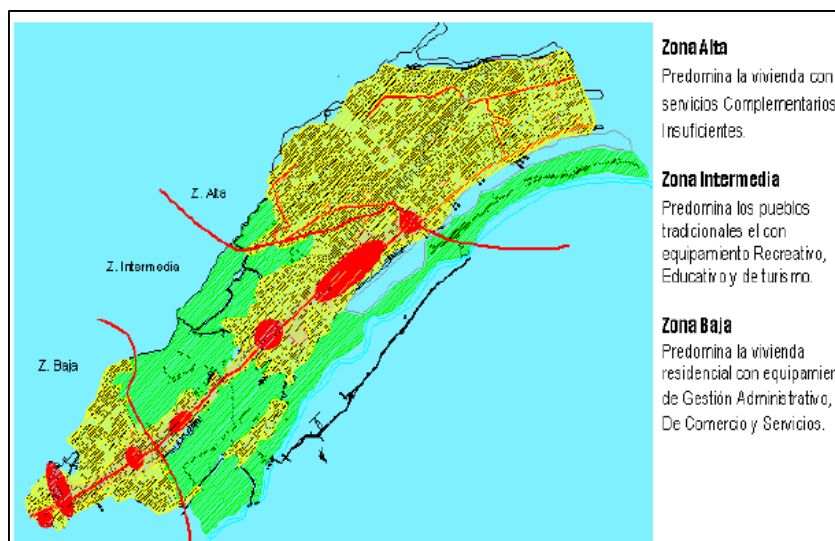 Zona Alta
Predomina la vivienda con
servicios Complementarios
Insuficientes.
Zona Intermedia
Predomina los pueblos
tradicionales el con
equipamiento Recreativo,
Educativo y de turismo.
Zona Baja
Predomina la vivienda
residencial con equipamien
de Gestión Administrativo,
De Comercio y Servicios.
Z. Alta
Z. Intermedia
Z. Baja